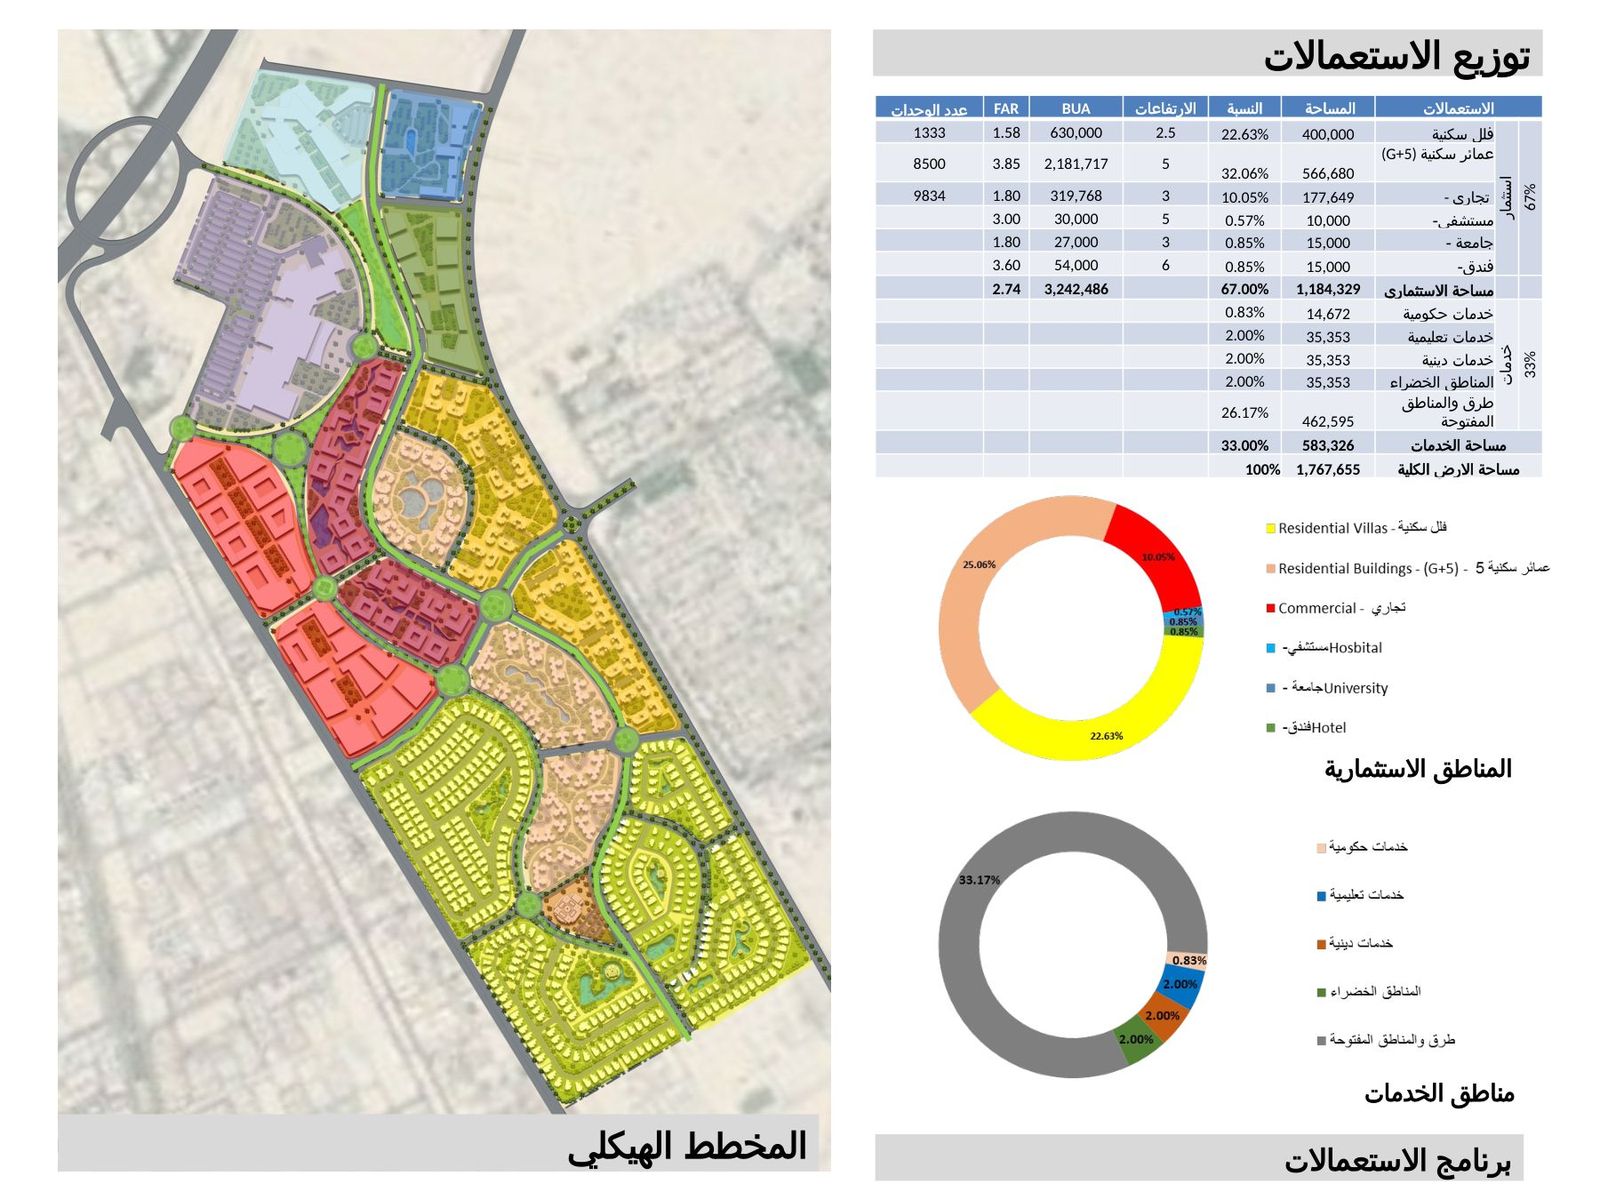 توزيع الاستعمالات
الاستعمالات المساحة النسبة الارتفاعات BUA FAR عدد الوحدات
استثمار
67%
فلل سكنية 400,000 22.63% 2.5 630,000 1.58 1333
عمائر سكنية (G+5) 566,680 32.06% 5 2,181,717 3.85 8500
تجاري - 177,649 10.05% 3 319,768 1.80 9834
مستشفى- 10,000 0.57% 5 30,000 3.00
جامعة - 15,000 0.85% 3 27,000 1.80
فندق- 15,000 0.85% 6 54,000 3.60
مساحة الاستثماري 1,184,329 67.00% 3,242,486 2.74
خدمات
33%
خدمات حكومية 14,672 0.83%
خدمات تعليمية 35,353 2.00%
خدمات دينية 35,353 2.00%
المناطق الخضراء 35,353 2.00%
طرق والمناطق
المفتوحة 462,595 26.17%
مساحة الخدمات 583,326 33.00%
مساحة الارض الكلية 1,767,655 100%
25.06%
10.05%
0.57%
0.85%
0.85%
22.63%
Residential Villas - فلل سكنية
Residential Buildings - (G+5) - عمائر سكنية 5
Commercial - تجاري
-مستشفيHosbital
- جامعةUniversity
-فندقHotel
المناطق الاستثمارية
33.17%
0.83%
2.00%
2.00%
2.00%
خدمات حكومية
خدمات تعليمية
خدمات دينية
المناطق الخضراء
طرق والمناطق المفتوحة
مناطق الخدمات
برنامج الاستعمالات
المخطط الهيكلي